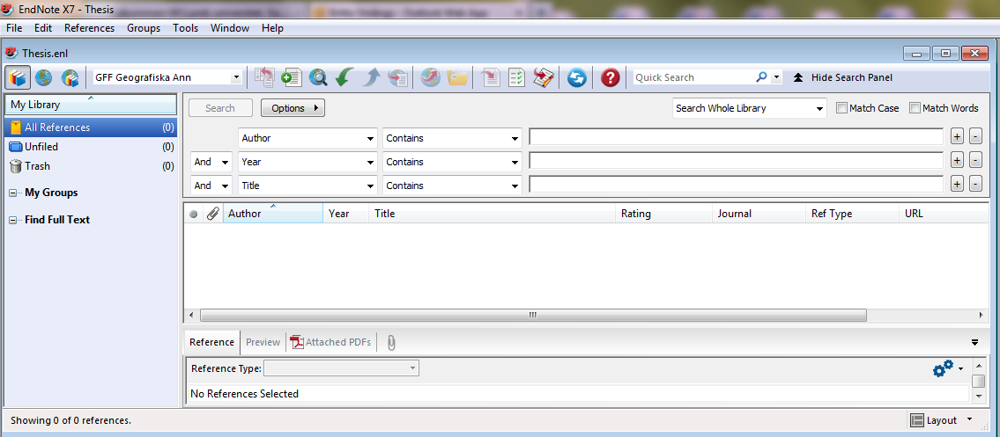 EndNote X7 - Thesis
File Edit References Groups Tools Window Help
Thesis.enl
GFF Geografiska Ann
Quick Search
Hide Search Panel
My Library
All References (0)
Unfiled (0)
Trash (0)
My Groups
Find Full Text
Search Options Search Whole Library Match Case Match Words
Author Contains + -
And Year Contains + -
And Title Contains + -
Author Year Title Rating Journal Ref Type URL
Reference Preview Attached PDFs
Reference Type:
No References Selected
Showing 0 of 0 references. Layout